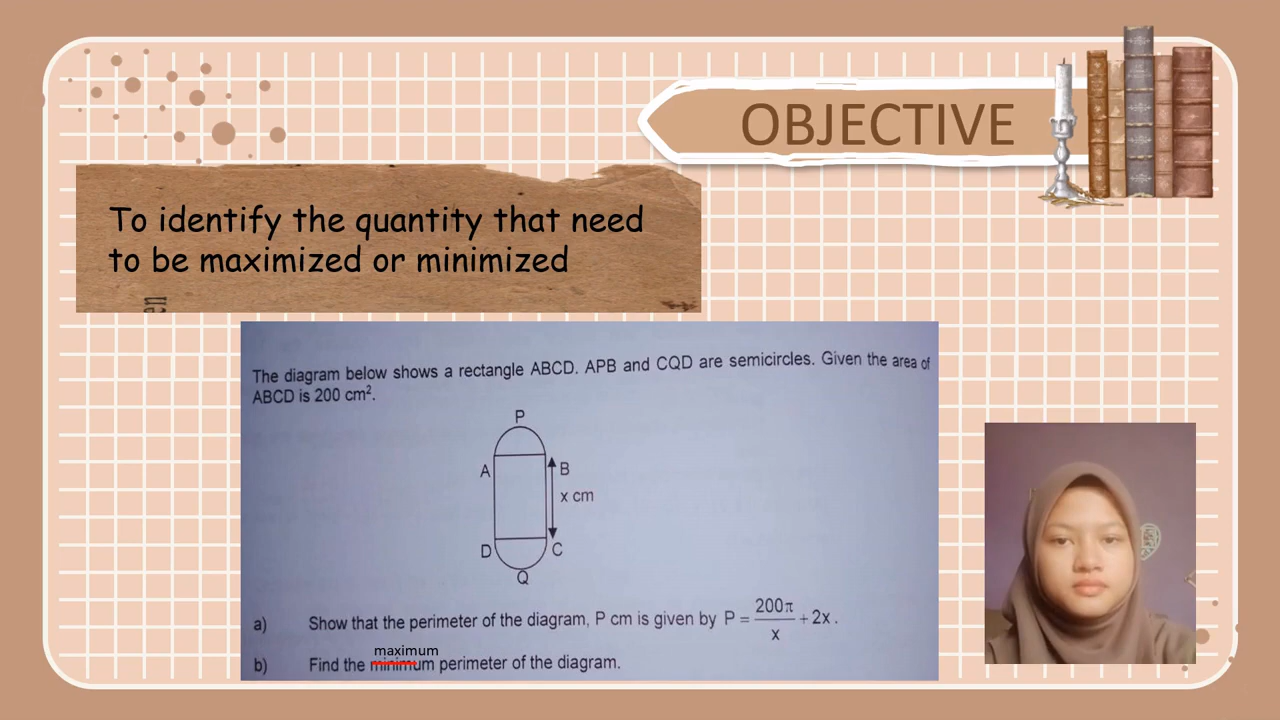 OBJECTIVE
To identify the quantity that need
to be maximized or minimized
en
The diagram below shows a rectangle ABCD. APB and CQD are semicircles. Given the area of
ABCD is 200 cm².
P
A
B
x cm
D
C
Q
a) Show that the perimeter of the diagram, P cm is given by P = 200π/x + 2x.
maximum
b) Find the minimum perimeter of the diagram.